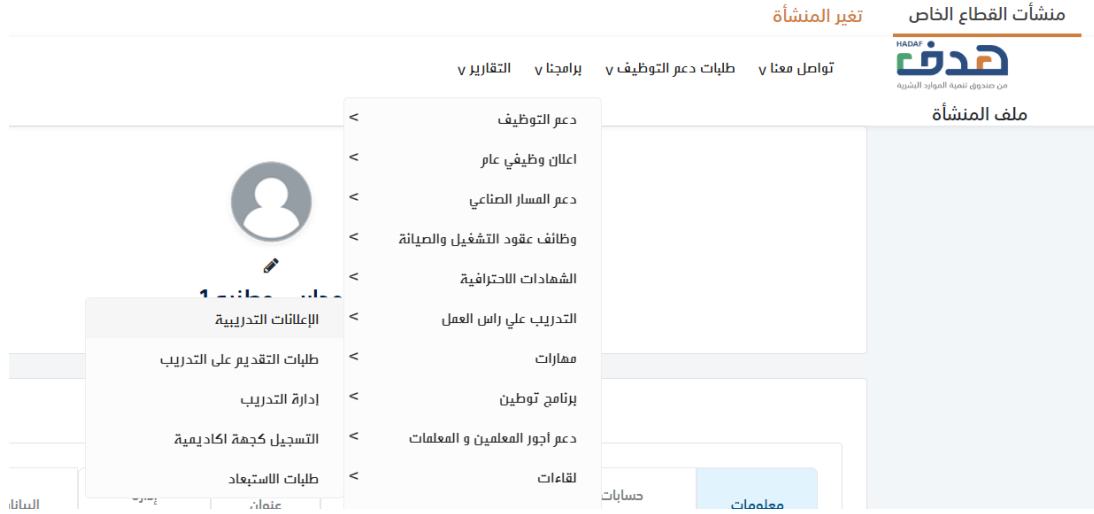 منشأت القطاع الخاص
تغير المنشأة
HADAF
هدف
من صندوق تنمية الموارد البشرية
تواصل معنا
طلبات دعم التوظيف
برامجنا
التقارير
ملف المنشأة
دعم التوظيف
اعلان وظيفي عام
دعم المسار الصناعي
وظائف عقود التشغيل والصيانة
الشهادات الاحترافية
التدريب علي راس العمل
مهارات
برنامج توطين
دعم أجور المعلمين و المعلمات
لقاءات
الإعلانات التدريبية
طلبات التقديم على التدريب
إدارة التدريب
التسجيل كجهة اكاديمية
طلبات الاستبعاد
معلومات
حسابات
عنوان